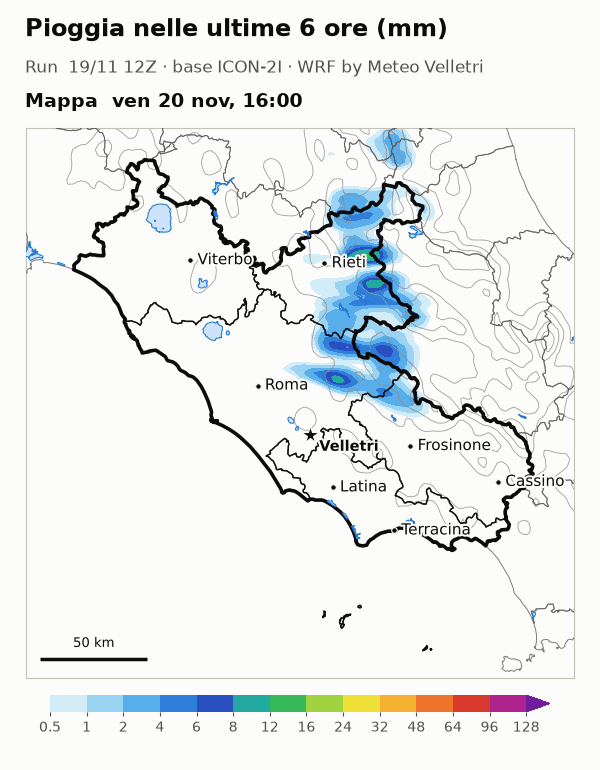 Pioggia nelle ultime 6 ore (mm)
Run  19/11 12Z · base ICON-2I · WRF by Meteo Velletri
Mappa  ven 20 nov, 16:00
Viterbo
Rieti
Roma
Velletri
Frosinone
Cassino
Latina
Terracina
50 km
0.5 1 2 4 6 8 12 16 24 32 48 64 96 128